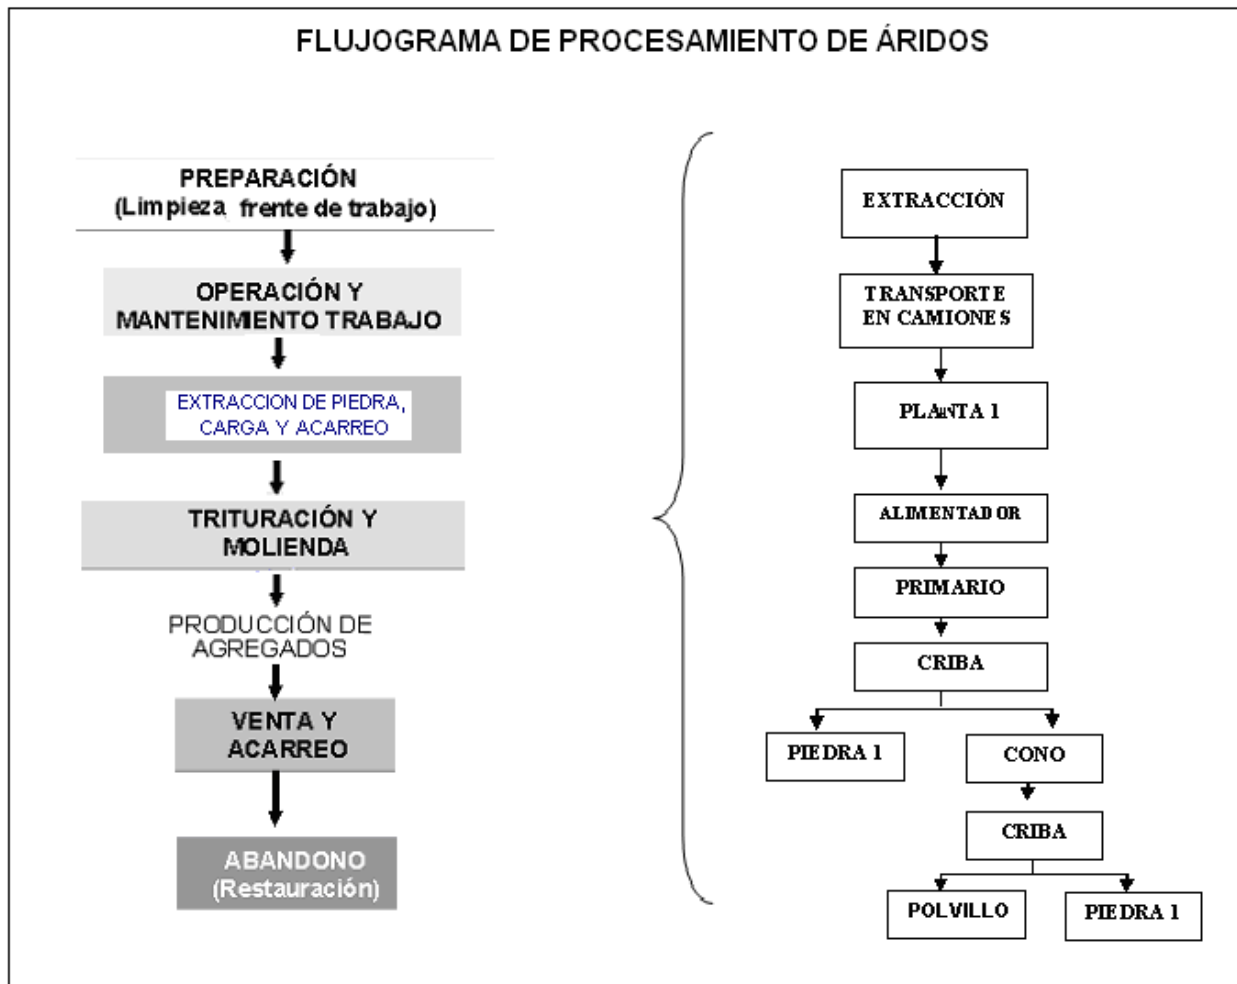 FLUJOGRAMA DE PROCESAMIENTO DE ÁRIDOS
PREPARACIÓN
(Limpieza frente de trabajo)
OPERACIÓN Y
MANTENIMIENTO TRABAJO
EXTRACCION DE PIEDRA,
CARGA Y ACARREO
TRITURACIÓN Y
MOLIENDA
PRODUCCIÓN DE
AGREGADOS
VENTA Y
ACARREO
ABANDONO
(Restauración)
EXTRACCIÓN
TRANSPORTE
EN CAMIONES
PLANTA 1
ALIMENTADOR
PRIMARIO
CRIBA
PIEDRA 1
CONO
CRIBA
POLVILLO
PIEDRA 1